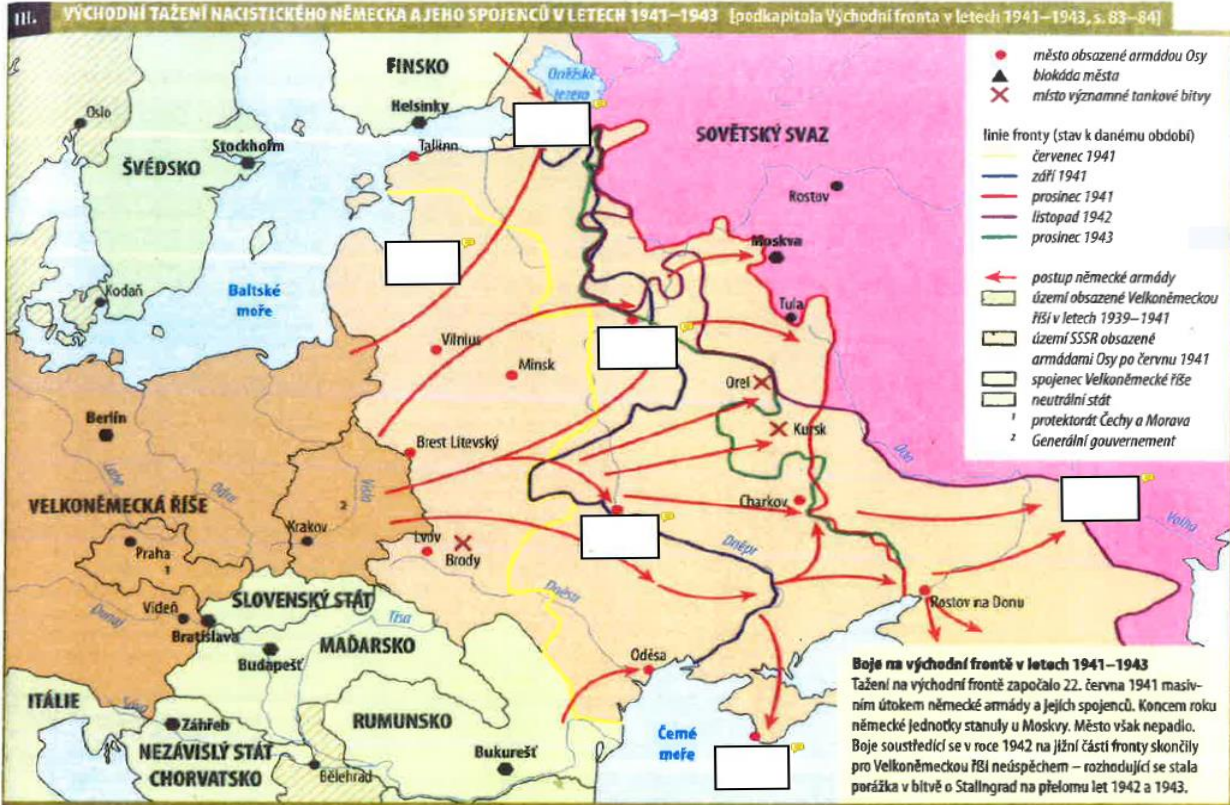 III. VÝCHODNÍ TAŽENÍ NACISTICKÉHO NĚMECKA A JEHO SPOJENCŮ V LETECH 1941–1943 [podkapitola Východní fronta v letech 1941–1943, s. 83–84]
město obsazené armádou Osy
blokáda města
místo významné tankové bitvy
linie fronty (stav k danému období)
červenec 1941
září 1941
prosinec 1941
listopad 1942
prosinec 1943
postup německé armády
území obsazené Velkoněmeckou
říší v letech 1939–1941
území SSSR obsazené
armádami Osy po červnu 1941
spojenec Velkoněmecké říše
neutrální stát
1 protektorát Čechy a Morava
2 Generální gouvernement
FINSKO
Oněžské
jezero
Oslo
Helsinky
Stockholm
Tallinn
SOVĚTSKÝ SVAZ
ŠVÉDSKO
Rostov
Moskva
Kodaň
Baltské
moře
Tula
Vilnius
Minsk
Orel
Berlín
Kursk
Brest Litevský
Labe
Odra
Visla
Oda
VELKONĚMECKÁ ŘÍŠE
2
Charkov
Krakov
Volha
Praha
1
Lvov
Brody
Dněpr
Dněstr
Vídeň
SLOVENSKÝ STÁT
Rostov na Donu
Dunaj
Bratislava
Tisa
MAĎARSKO
Budapešť
Oděsa
ITÁLIE
Sáva
Záhřeb
RUMUNSKO
NEZÁVISLÝ STÁT
CHORVATSKO
Bělehrad
Bukurešť
Černé
moře
Boje na východní frontě v letech 1941–1943
Tažení na východní frontě započalo 22. června 1941 masiv-
ním útokem německé armády a jejích spojenců. Koncem roku
německé jednotky stanuly u Moskvy. Město však nepadlo.
Boje soustředící se v roce 1942 na jižní části fronty skončily
pro Velkoněmeckou říši neúspěchem – rozhodující se stala
porážka v bitvě o Stalingrad na přelomu let 1942 a 1943.